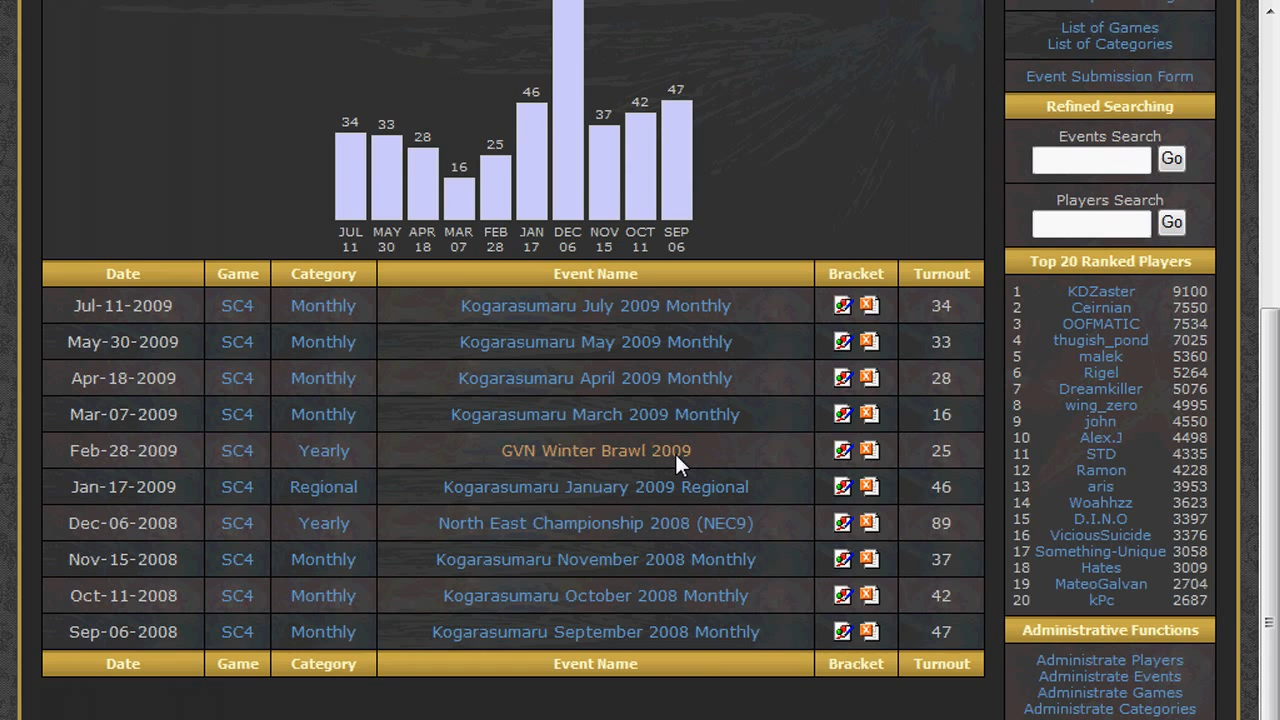 List of Games
List of Categories
Event Submission Form
Refined Searching
Events Search
Go
Players Search
Go
34 33 28 16 25 46 37 42 47
JUL 11 MAY 30 APR 18 MAR 07 FEB 28 JAN 17 DEC 06 NOV 15 OCT 11 SEP 06
Date Game Category Event Name Bracket Turnout
Jul-11-2009 SC4 Monthly Kogarasumaru July 2009 Monthly 34
May-30-2009 SC4 Monthly Kogarasumaru May 2009 Monthly 33
Apr-18-2009 SC4 Monthly Kogarasumaru April 2009 Monthly 28
Mar-07-2009 SC4 Monthly Kogarasumaru March 2009 Monthly 16
Feb-28-2009 SC4 Yearly GVN Winter Brawl 2009 25
Jan-17-2009 SC4 Regional Kogarasumaru January 2009 Regional 46
Dec-06-2008 SC4 Yearly North East Championship 2008 (NEC9) 89
Nov-15-2008 SC4 Monthly Kogarasumaru November 2008 Monthly 37
Oct-11-2008 SC4 Monthly Kogarasumaru October 2008 Monthly 42
Sep-06-2008 SC4 Monthly Kogarasumaru September 2008 Monthly 47
Date Game Category Event Name Bracket Turnout
Top 20 Ranked Players
1 KDZaster 9100
2 Ceirnian 7550
3 OOFMATIC 7534
4 thugish_pond 7025
5 malek 5360
6 Rigel 5264
7 Dreamkiller 5076
8 wing_zero 4995
9 john 4550
10 Alex.J 4498
11 STD 4335
12 Ramon 4228
13 aris 3953
14 Woahhzz 3623
15 D.I.N.O 3397
16 ViciousSuicide 3376
17 Something-Unique 3058
18 Hates 3009
19 MateoGalvan 2704
20 kPc 2687
Administrative Functions
Administrate Players
Administrate Events
Administrate Games
Administrate Categories